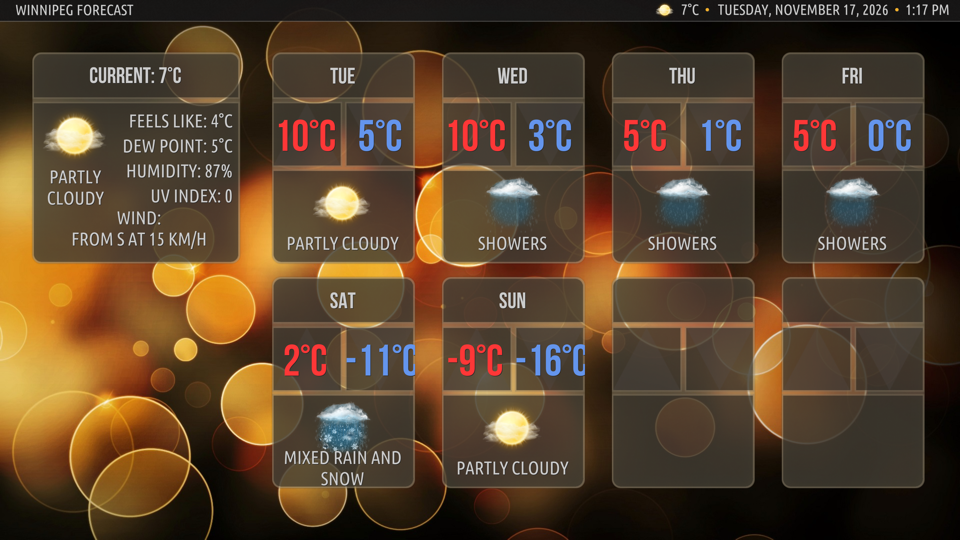 WINNIPEG FORECAST
7°C • TUESDAY, NOVEMBER 17, 2026 • 1:17 PM
CURRENT: 7°C
FEELS LIKE: 4°C
DEW POINT: 5°C
HUMIDITY: 87%
UV INDEX: 0
PARTLY
CLOUDY
WIND:
FROM S AT 15 KM/H
TUE
10°C 5°C
PARTLY CLOUDY
WED
10°C 3°C
SHOWERS
THU
5°C 1°C
SHOWERS
FRI
5°C 0°C
SHOWERS
SAT
2°C -11°C
MIXED RAIN AND
SNOW
SUN
-9°C -16°C
PARTLY CLOUDY